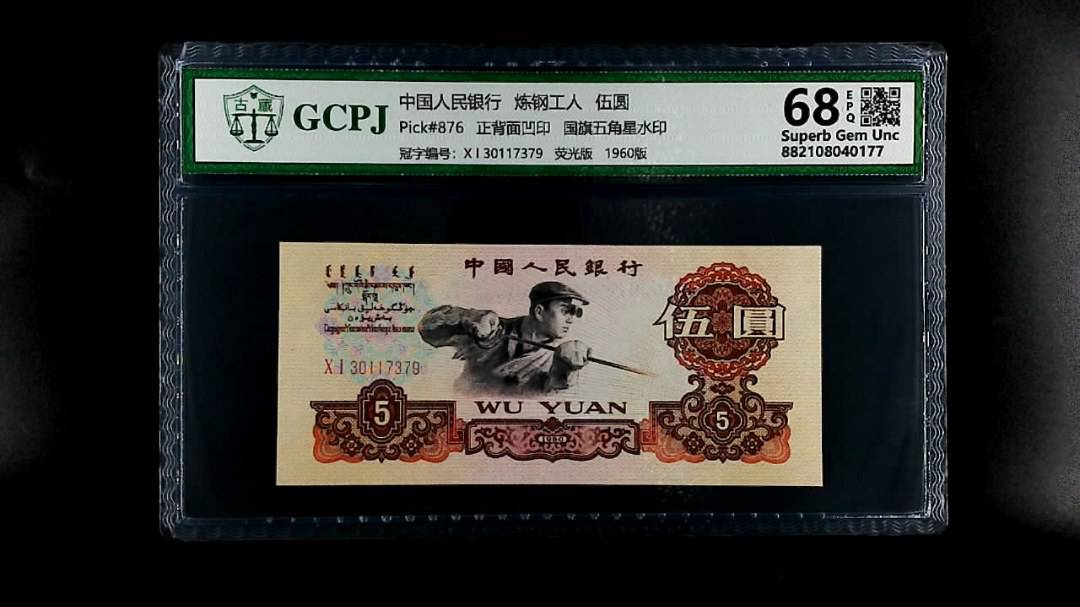 古藏
GCPJ
中国人民银行 炼钢工人 伍圆
Pick#876 正背面凹印 国旗五角星水印
冠字编号：XI30117379 荧光版 1960版
68
EPQ
Superb Gem Unc
882108040177
中國人民銀行
伍圓
XI 30117379
5
WU YUAN
1960
5